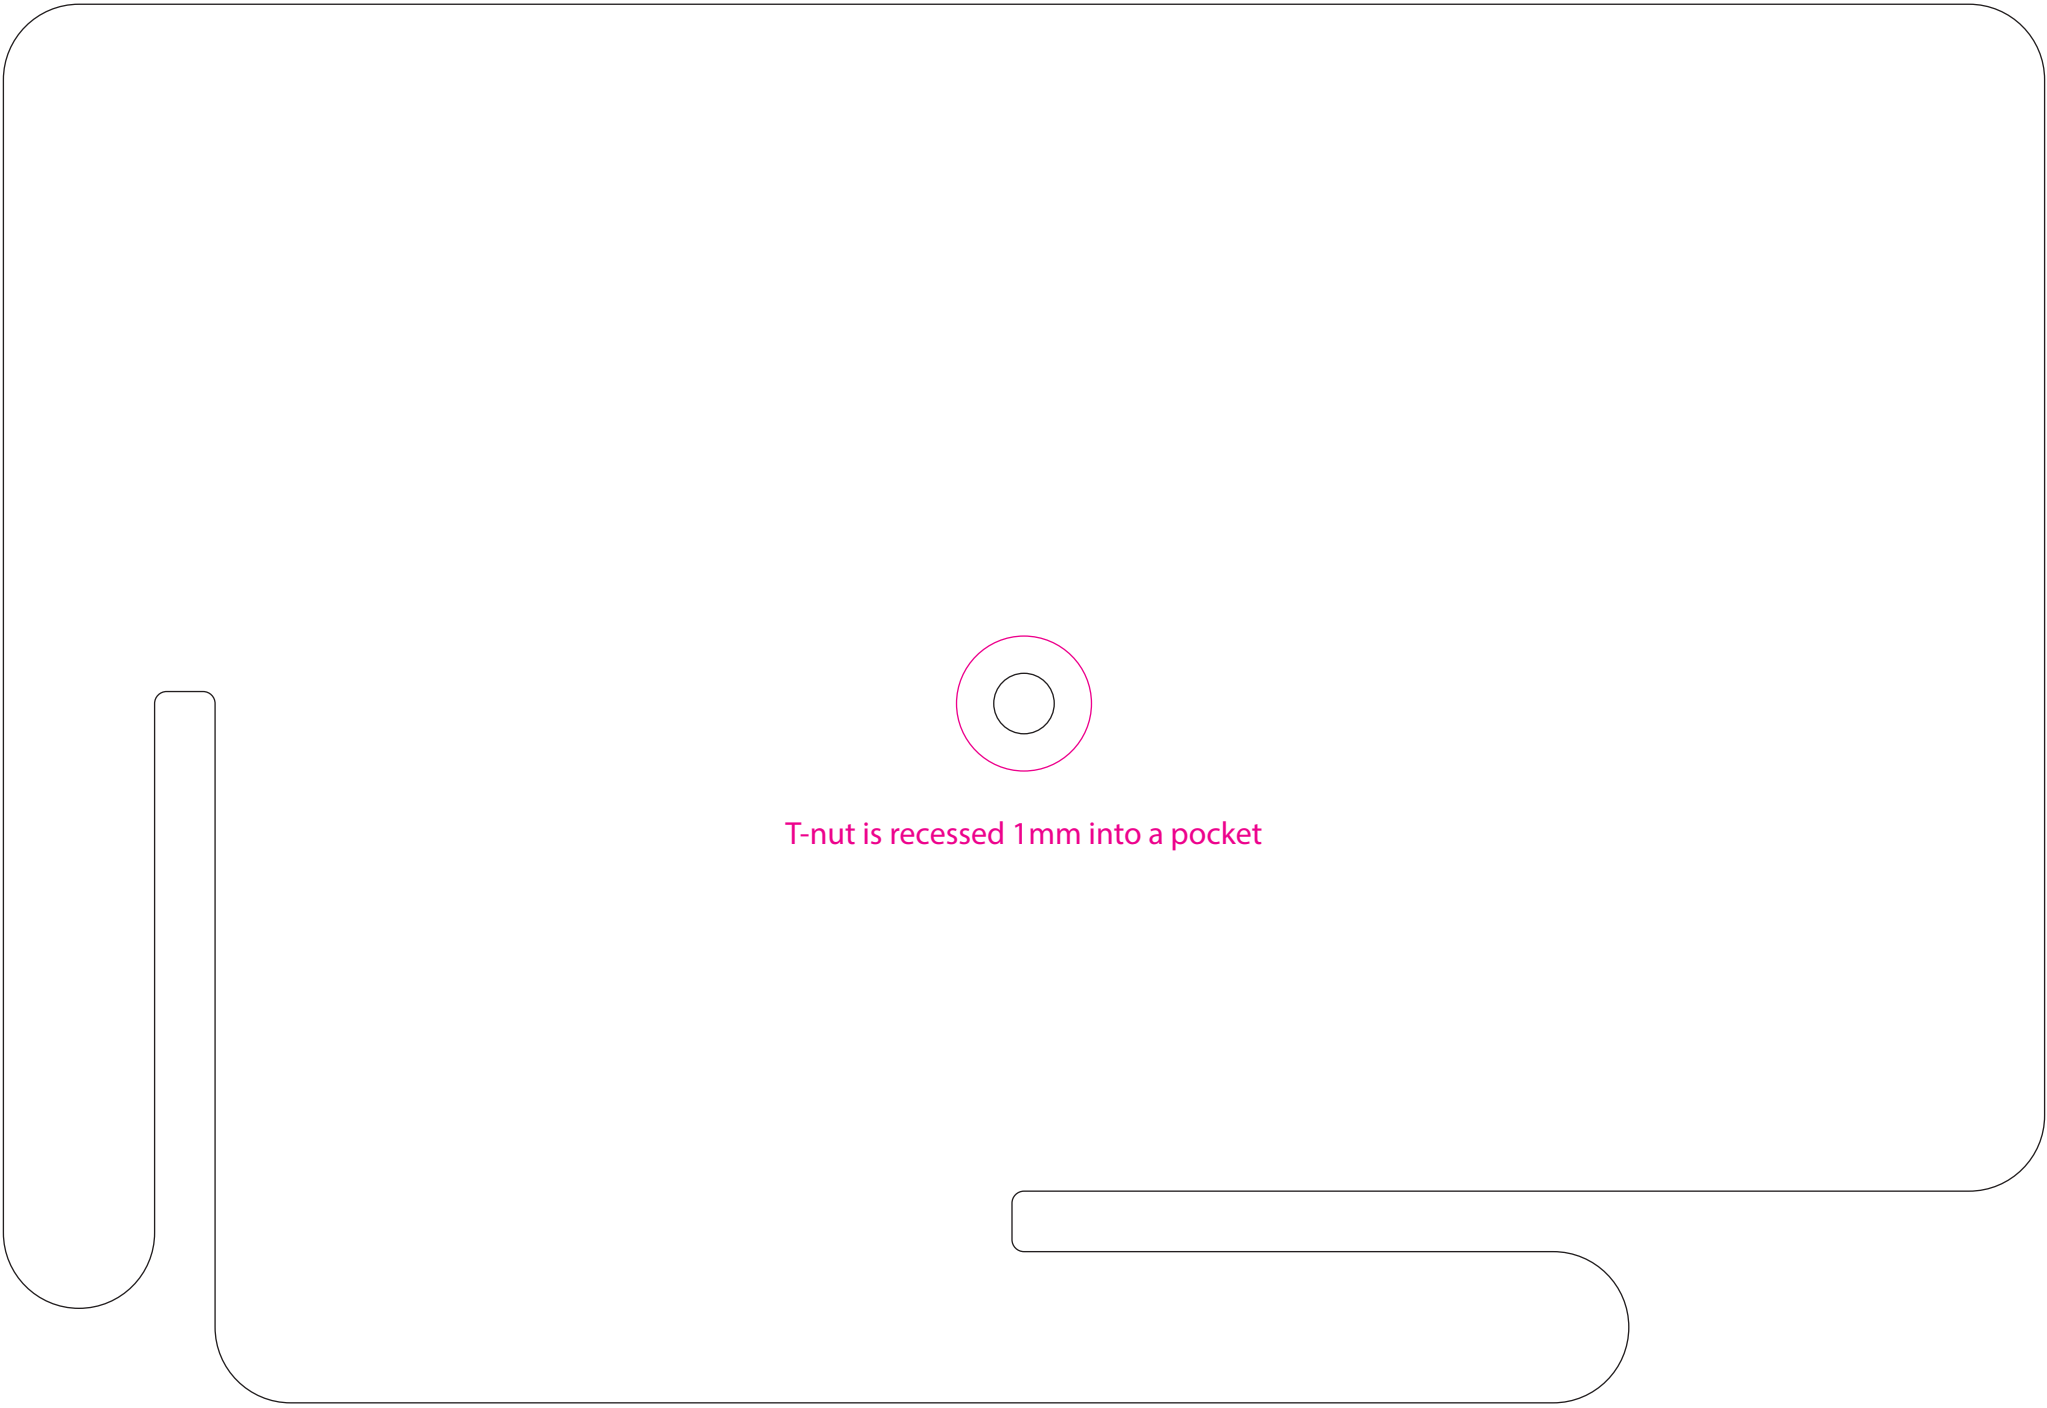 T-nut is recessed 1mm into a pocket